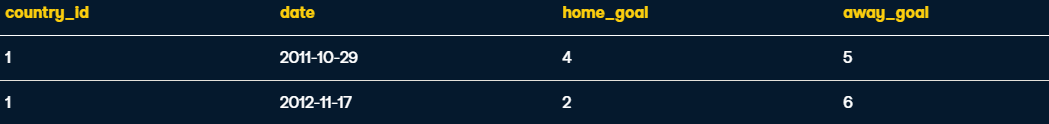 country_id date home_goal away_goal
1 2011-10-29 4 5
1 2012-11-17 2 6